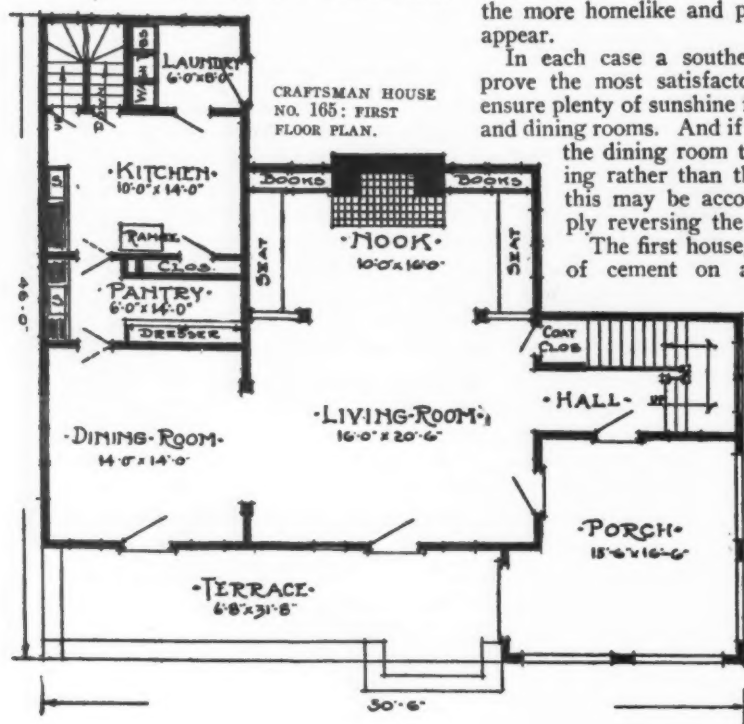 the more homelike and p
appear.
In each case a southe
prove the most satisfacto
ensure plenty of sunshine
and dining rooms. And if
the dining room t
ing rather than th
this may be acco
ply reversing the
The first house
of cement on a
CRAFTSMAN HOUSE
NO. 165: FIRST
FLOOR PLAN.
WASH TUBS
LAUNDRY
6'-0"x8'-0"
·KITCHEN·
10'-0"x14'-0"
RANGE
CLOS.
·PANTRY·
6'-0"x14'-0"
DRESSER
BOOKS
BOOKS
SEAT
·NOOK·
10'-0"x16'-0"
SEAT
COAT
CLOS
·HALL·
UP
·LIVING·ROOM·
16'-0"x20'-6"
·DINING·ROOM·
14'-0"x14'-0"
·PORCH·
15'-6"x16'-6"
·TERRACE·
6'-8"x31'-8"
46'-0"
50'-6"